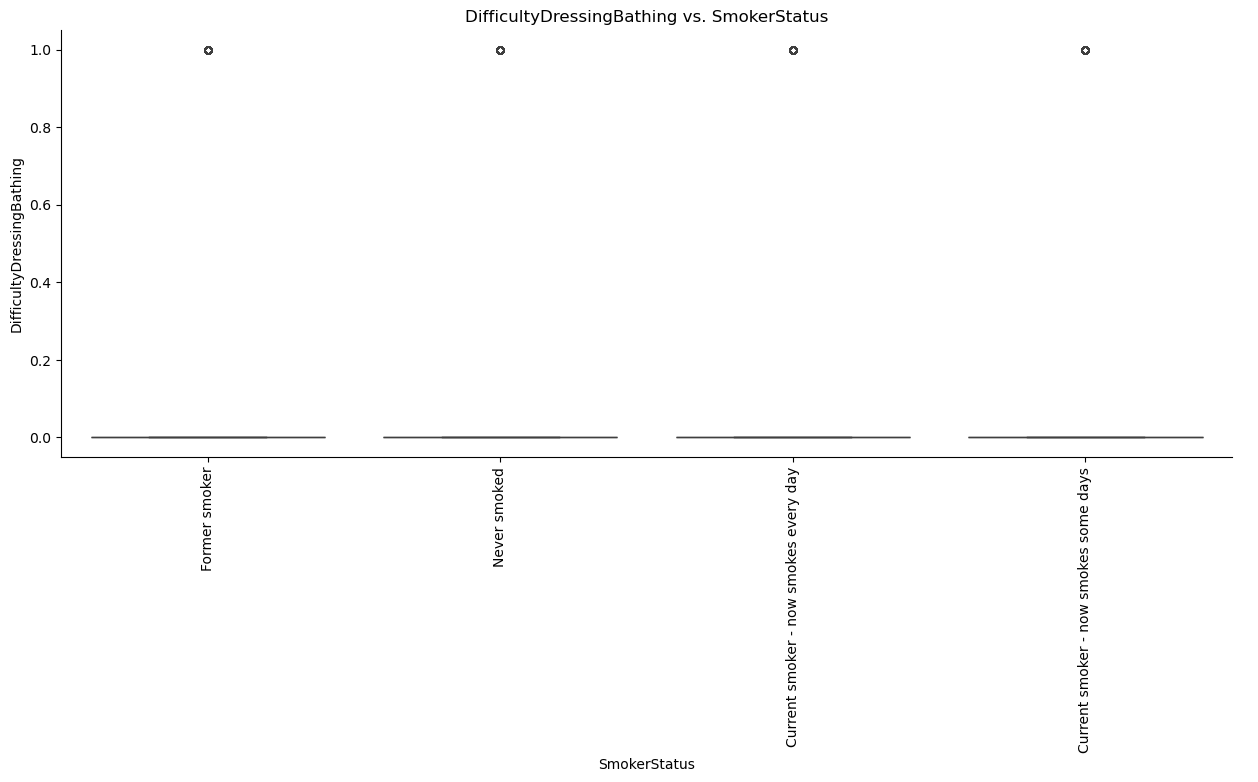 DifficultyDressingBathing vs. SmokerStatus
DifficultyDressingBathing
1.0
0.8
0.6
0.4
0.2
0.0
Former smoker
Never smoked
Current smoker - now smokes every day
Current smoker - now smokes some days
SmokerStatus